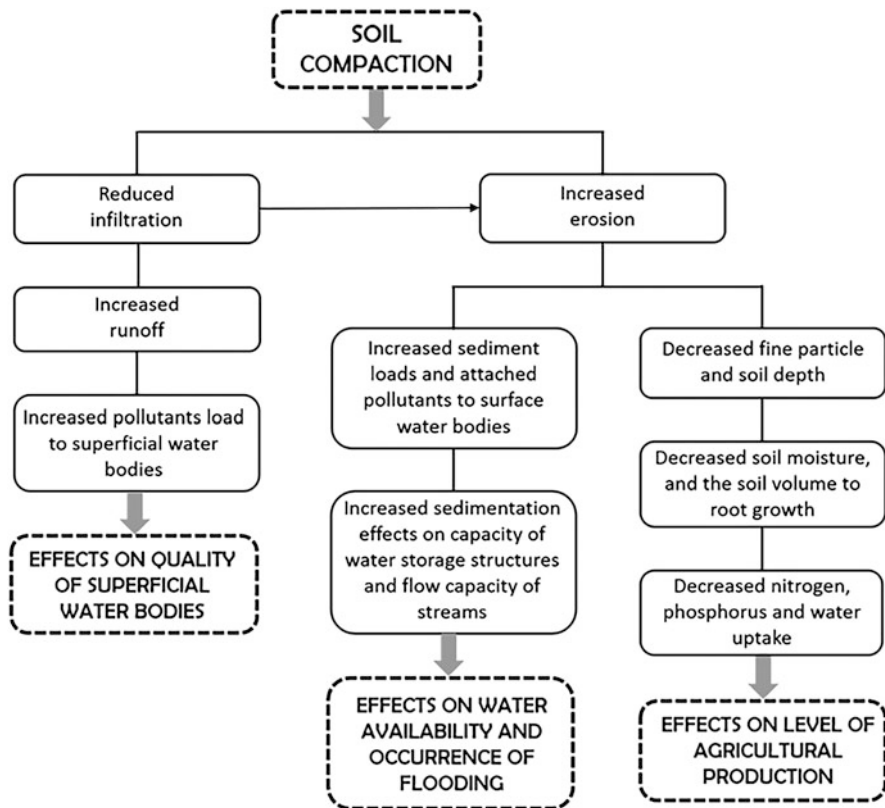 SOIL
COMPACTION
Reduced
infiltration
Increased
erosion
Increased
runoff
Increased sediment
loads and attached
pollutants to surface
water bodies
Decreased fine particle
and soil depth
Increased pollutants load
to superficial water
bodies
Decreased soil moisture,
and the soil volume to
root growth
Increased sedimentation
effects on capacity of
water storage structures
and flow capacity of
streams
EFFECTS ON QUALITY
OF SUPERFICIAL
WATER BODIES
Decreased nitrogen,
phosphorus and water
uptake
EFFECTS ON WATER
AVAILABILITY AND
OCCURRENCE OF
FLOODING
EFFECTS ON LEVEL OF
AGRICULTURAL
PRODUCTION